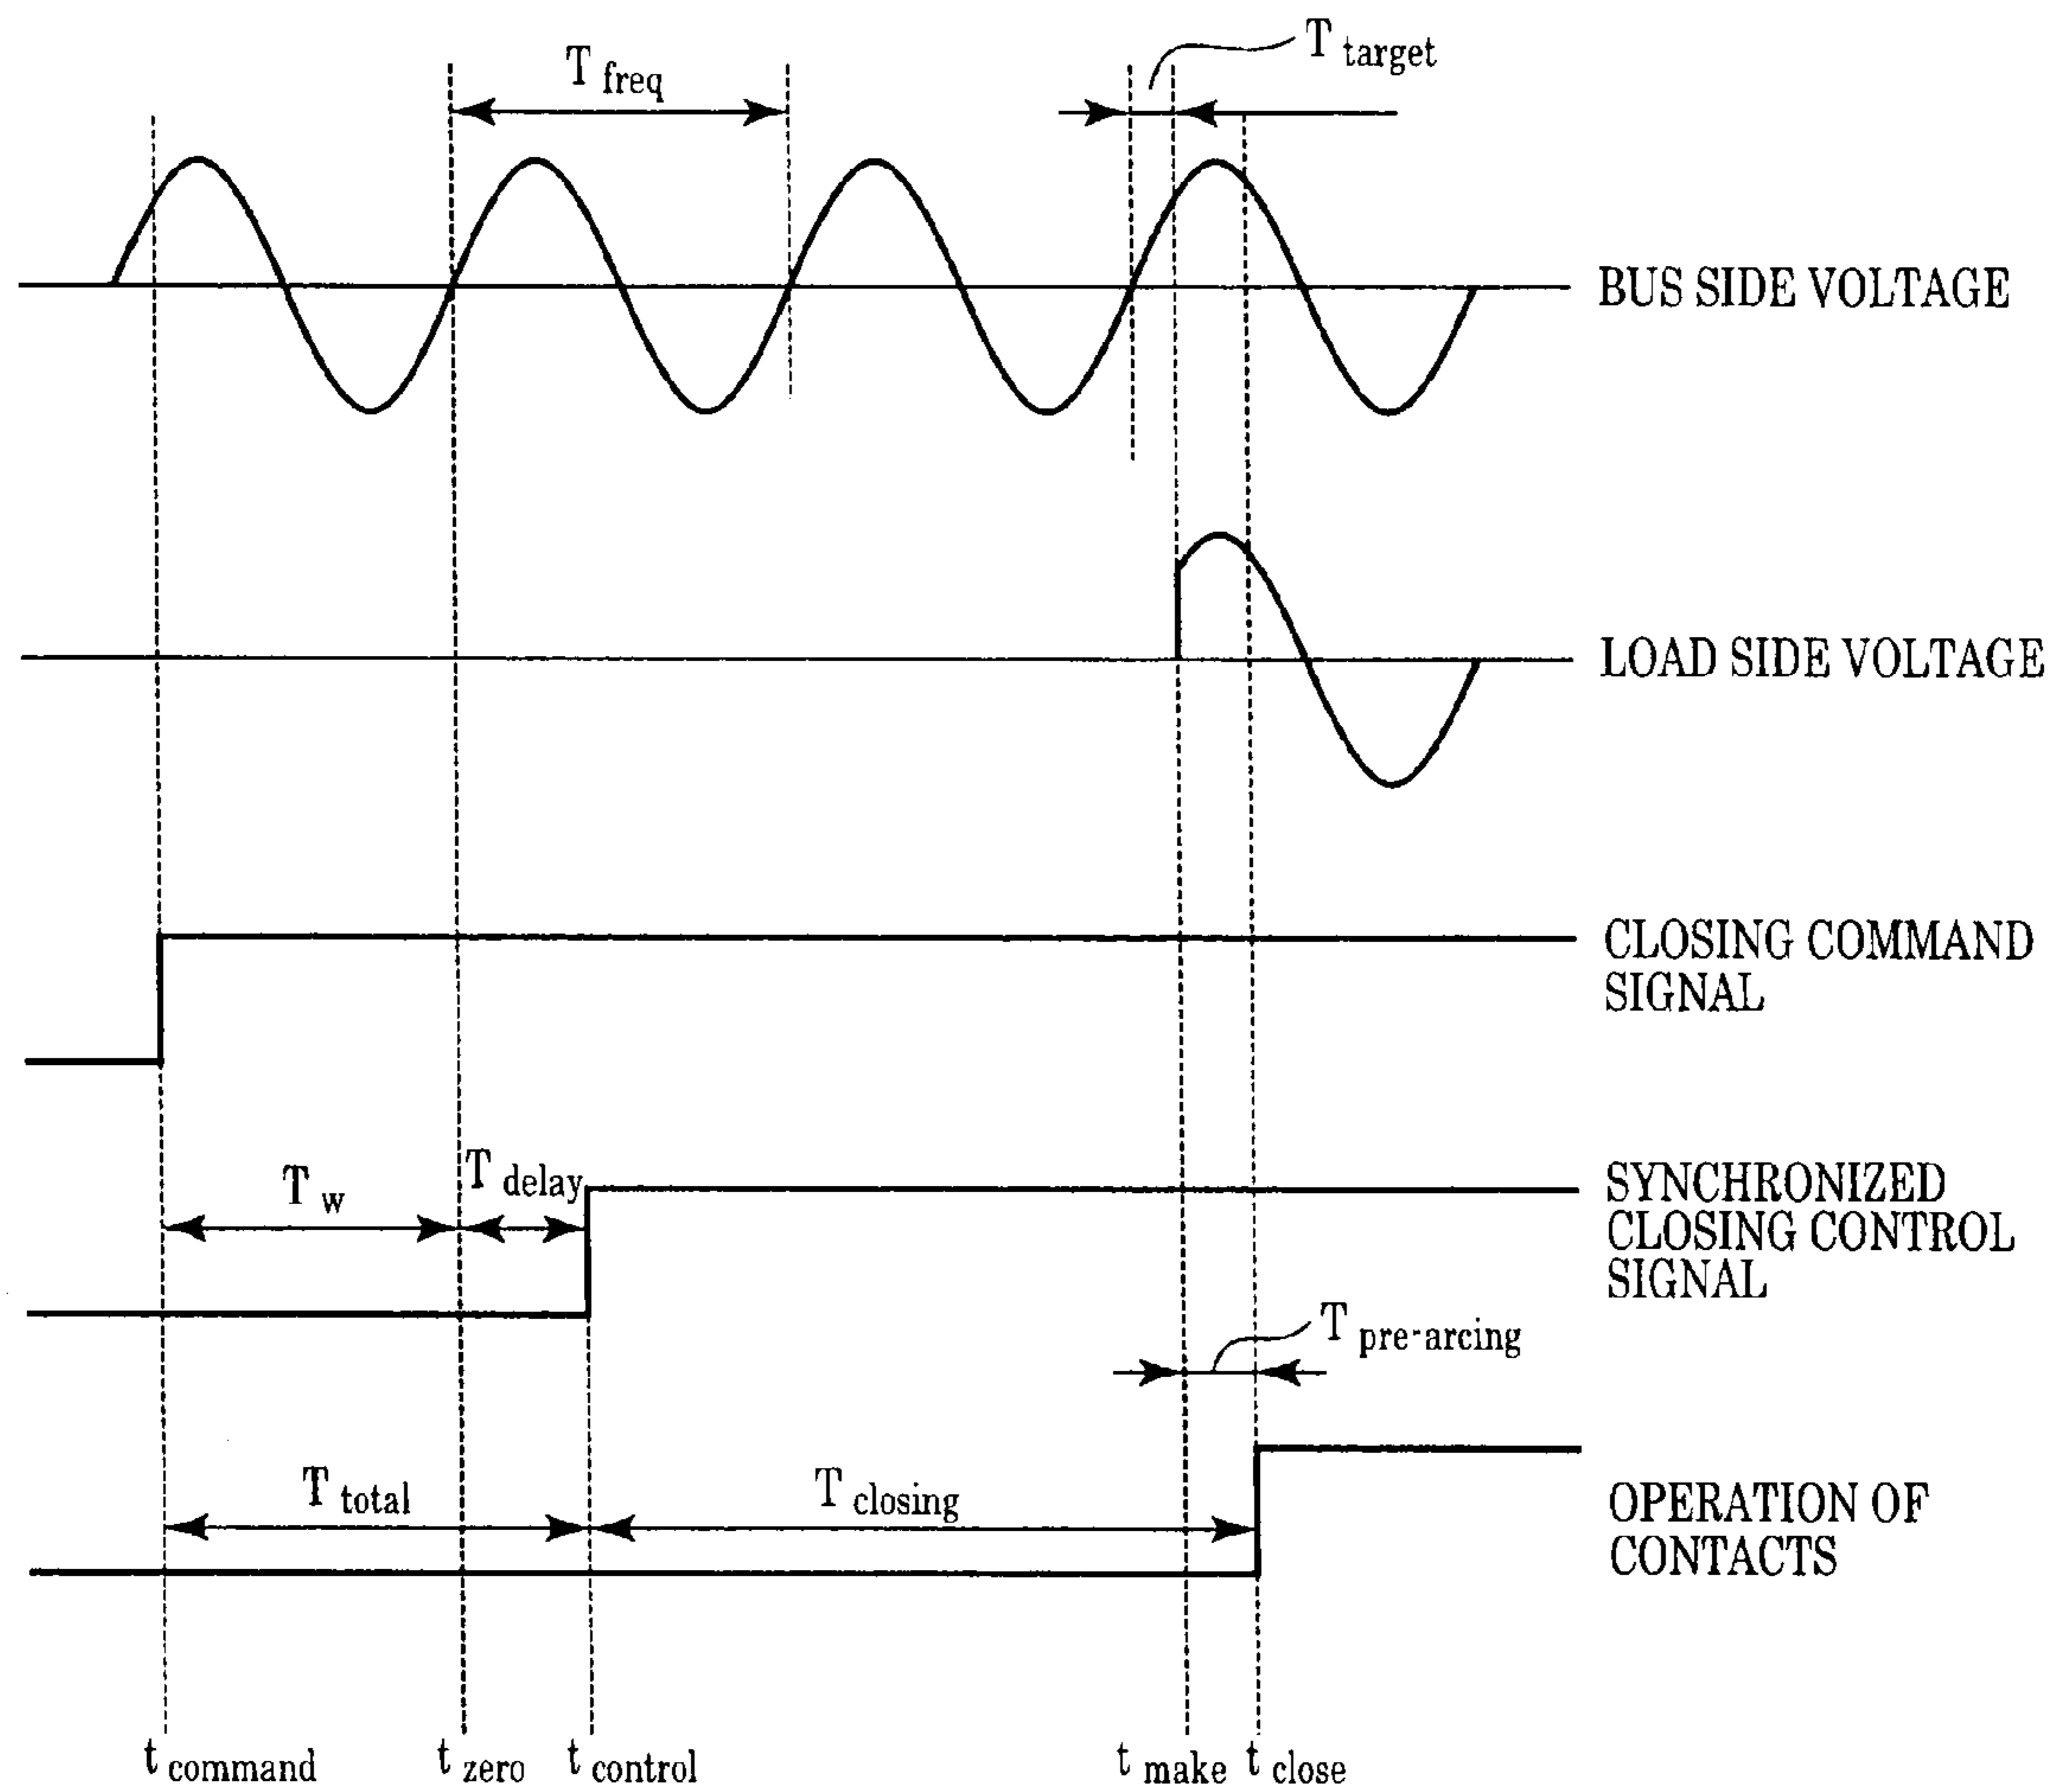 T target
T freq
BUS SIDE VOLTAGE
LOAD SIDE VOLTAGE
CLOSING COMMAND
SIGNAL
T w
T delay
SYNCHRONIZED
CLOSING CONTROL
SIGNAL
T pre-arcing
T total
T closing
OPERATION OF
CONTACTS
t command
t zero
t control
t make
t close